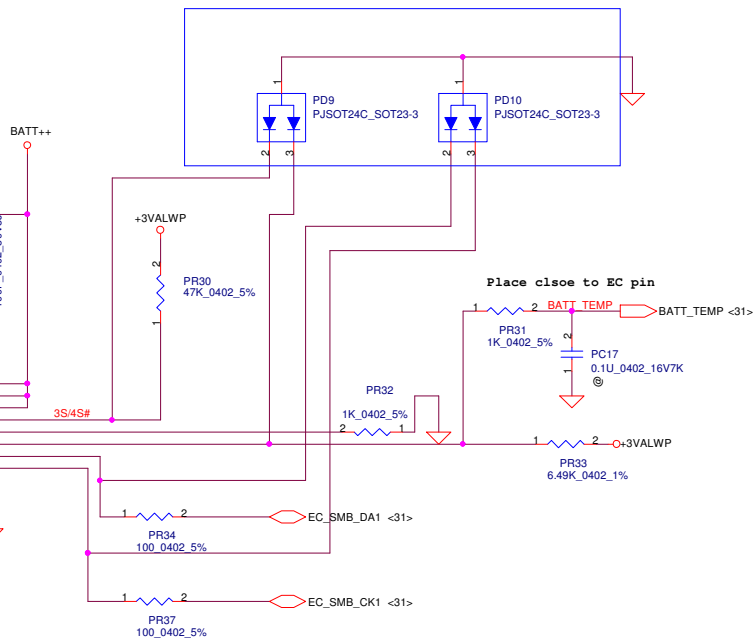 1
PD9
PJSOT24C_SOT23-3
2
3
1
PD10
PJSOT24C_SOT23-3
2
3
BATT++
+3VALWP
2
PR30
47K_0402_5%
1
Place clsoe to EC pin
1
2
BATT_TEMP
BATT_TEMP <31>
PR31
1K_0402_5%
2
PC17
0.1U_0402_16V7K
1
@
3S/4S#
PR32
1K_0402_5%
2
1
1
2
+3VALWP
PR33
6.49K_0402_1%
1
2
EC_SMB_DA1 <31>
PR34
100_0402_5%
1
2
EC_SMB_CK1 <31>
PR37
100_0402_5%